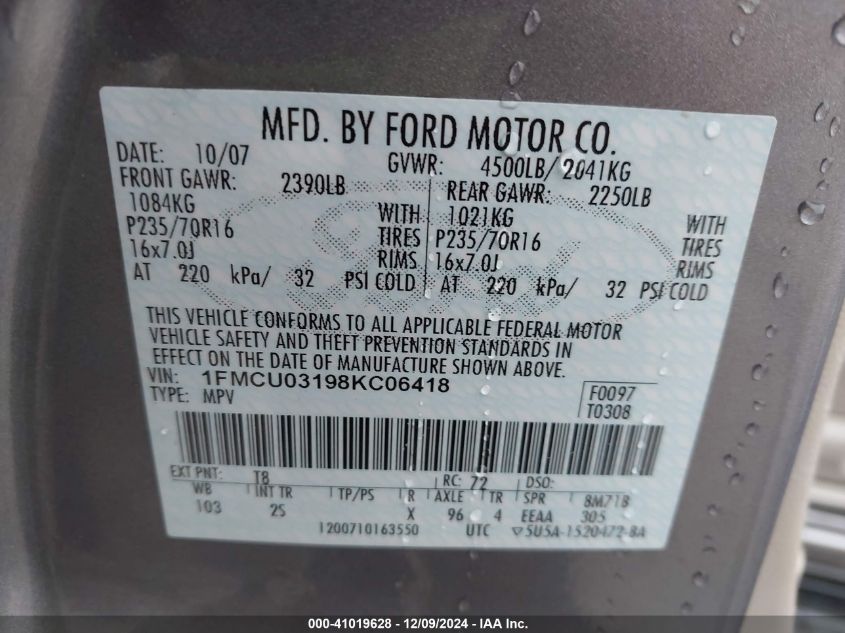 MFD. BY FORD MOTOR CO.
DATE: 10/07 GVWR: 4500LB/ 2041KG
FRONT GAWR: 2390LB REAR GAWR: 2250LB
1084KG WITH 1021KG WITH
P235/70R16 TIRES P235/70R16 TIRES
16x7.0J RIMS 16x7.0J RIMS
AT 220 kPa/ 32 PSI COLD AT 220 kPa/ 32 PSI COLD
THIS VEHICLE CONFORMS TO ALL APPLICABLE FEDERAL MOTOR
VEHICLE SAFETY AND THEFT PREVENTION STANDARDS IN
EFFECT ON THE DATE OF MANUFACTURE SHOWN ABOVE.
VIN: 1FMCU03198KC06418 F0097
TYPE: MPV T0308
EXT PNT: T8 RC: 72 DSO:
WB INT TR TP/PS R AXLE TR SPR 8M71B
103 2S X 96 4 EEAA 305
1200710163550 UTC ▽5U5A-1520472-BA
000-41019628 - 12/09/2024 - IAA Inc.